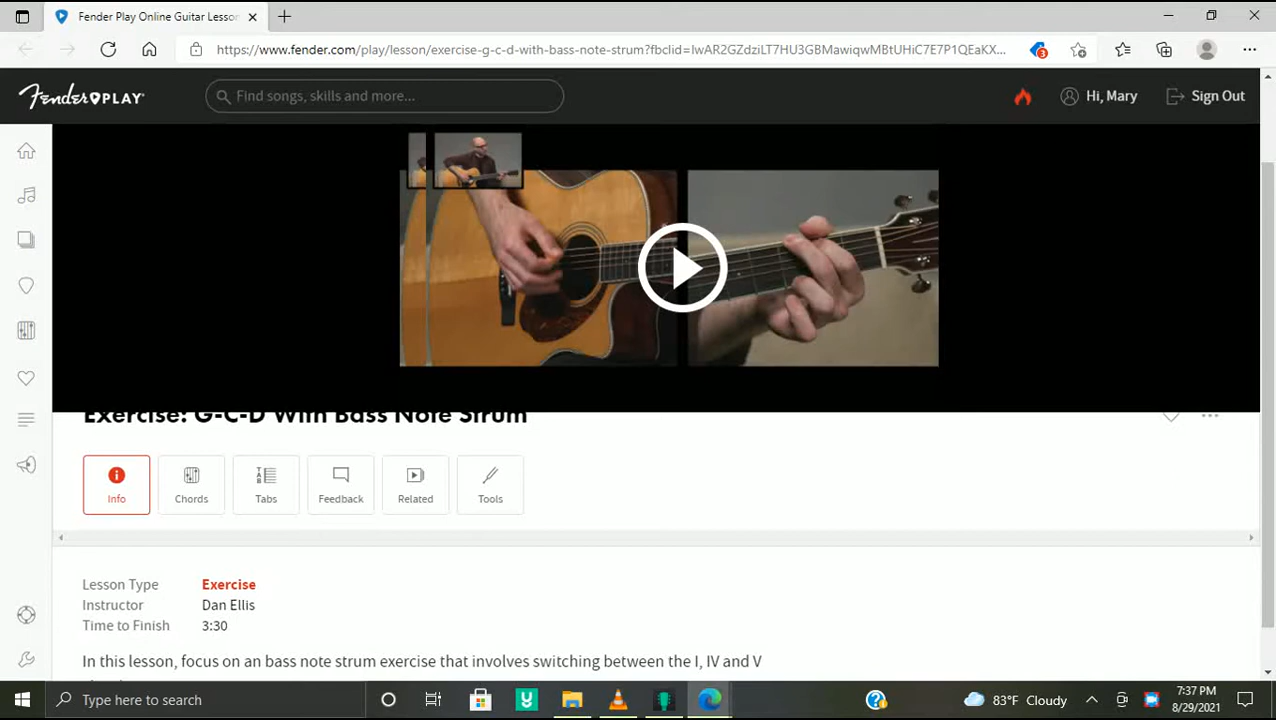 Fender Play Online Guitar Lesson
https://www.fender.com/play/lesson/exercise-g-c-d-with-bass-note-strum?fbclid=IwAR2GZdziLT7HU3GBMawiqwMBtUHiC7E7P1QEaKX...
3
Fender PLAY
Find songs, skills and more...
Hi, Mary
Sign Out
Exercise: G-C-D With Bass Note Strum
Info
Chords
TAB
Tabs
Feedback
Related
Tools
Lesson Type Exercise
Instructor Dan Ellis
Time to Finish 3:30
In this lesson, focus on an bass note strum exercise that involves switching between the I, IV and V
Type here to search
83°F Cloudy
7:37 PM
8/29/2021